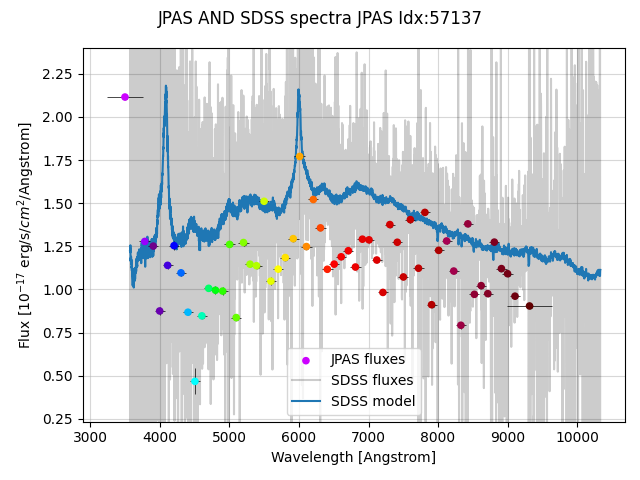 JPAS AND SDSS spectra JPAS Idx:57137
Flux [10⁻¹⁷ erg/s/cm²/Angstrom]
2.25
2.00
1.75
1.50
1.25
1.00
0.75
0.50
0.25
JPAS fluxes
SDSS fluxes
SDSS model
3000 4000 5000 6000 7000 8000 9000 10000
Wavelength [Angstrom]